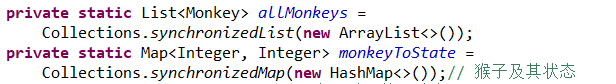 private static List<Monkey> allMonkeys =
Collections.synchronizedList(new ArrayList<>());
private static Map<Integer, Integer> monkeyToState =
Collections.synchronizedMap(new HashMap<>());// 猴子及其状态